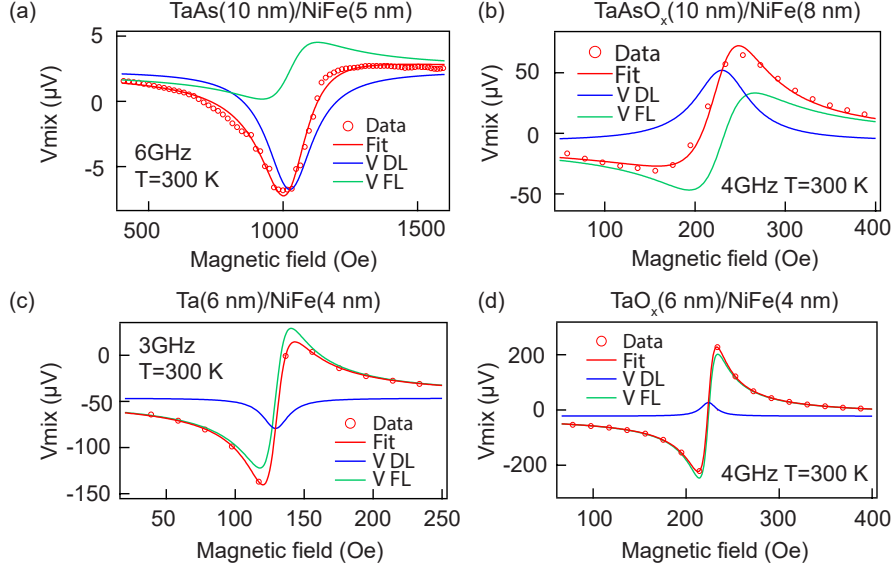 (a) TaAs(10 nm)/NiFe(5 nm)
Vmix (μV)
5
0
-5
6GHz
T=300 K
Data
Fit
V DL
V FL
500 1000 1500
Magnetic field (Oe)
(b) TaAsOₓ(10 nm)/NiFe(8 nm)
Vmix (μV)
50
0
-50
Data
Fit
V DL
V FL
4GHz T=300 K
100 200 300 400
Magnetic field (Oe)
(c) Ta(6 nm)/NiFe(4 nm)
Vmix (μV)
0
-50
-100
-150
3GHz
T=300 K
Data
Fit
V DL
V FL
50 100 150 200 250
Magnetic field (Oe)
(d) TaOₓ(6 nm)/NiFe(4 nm)
Vmix (μV)
200
0
-200
Data
Fit
V DL
V FL
4GHz T=300 K
100 200 300 400
Magnetic field (Oe)